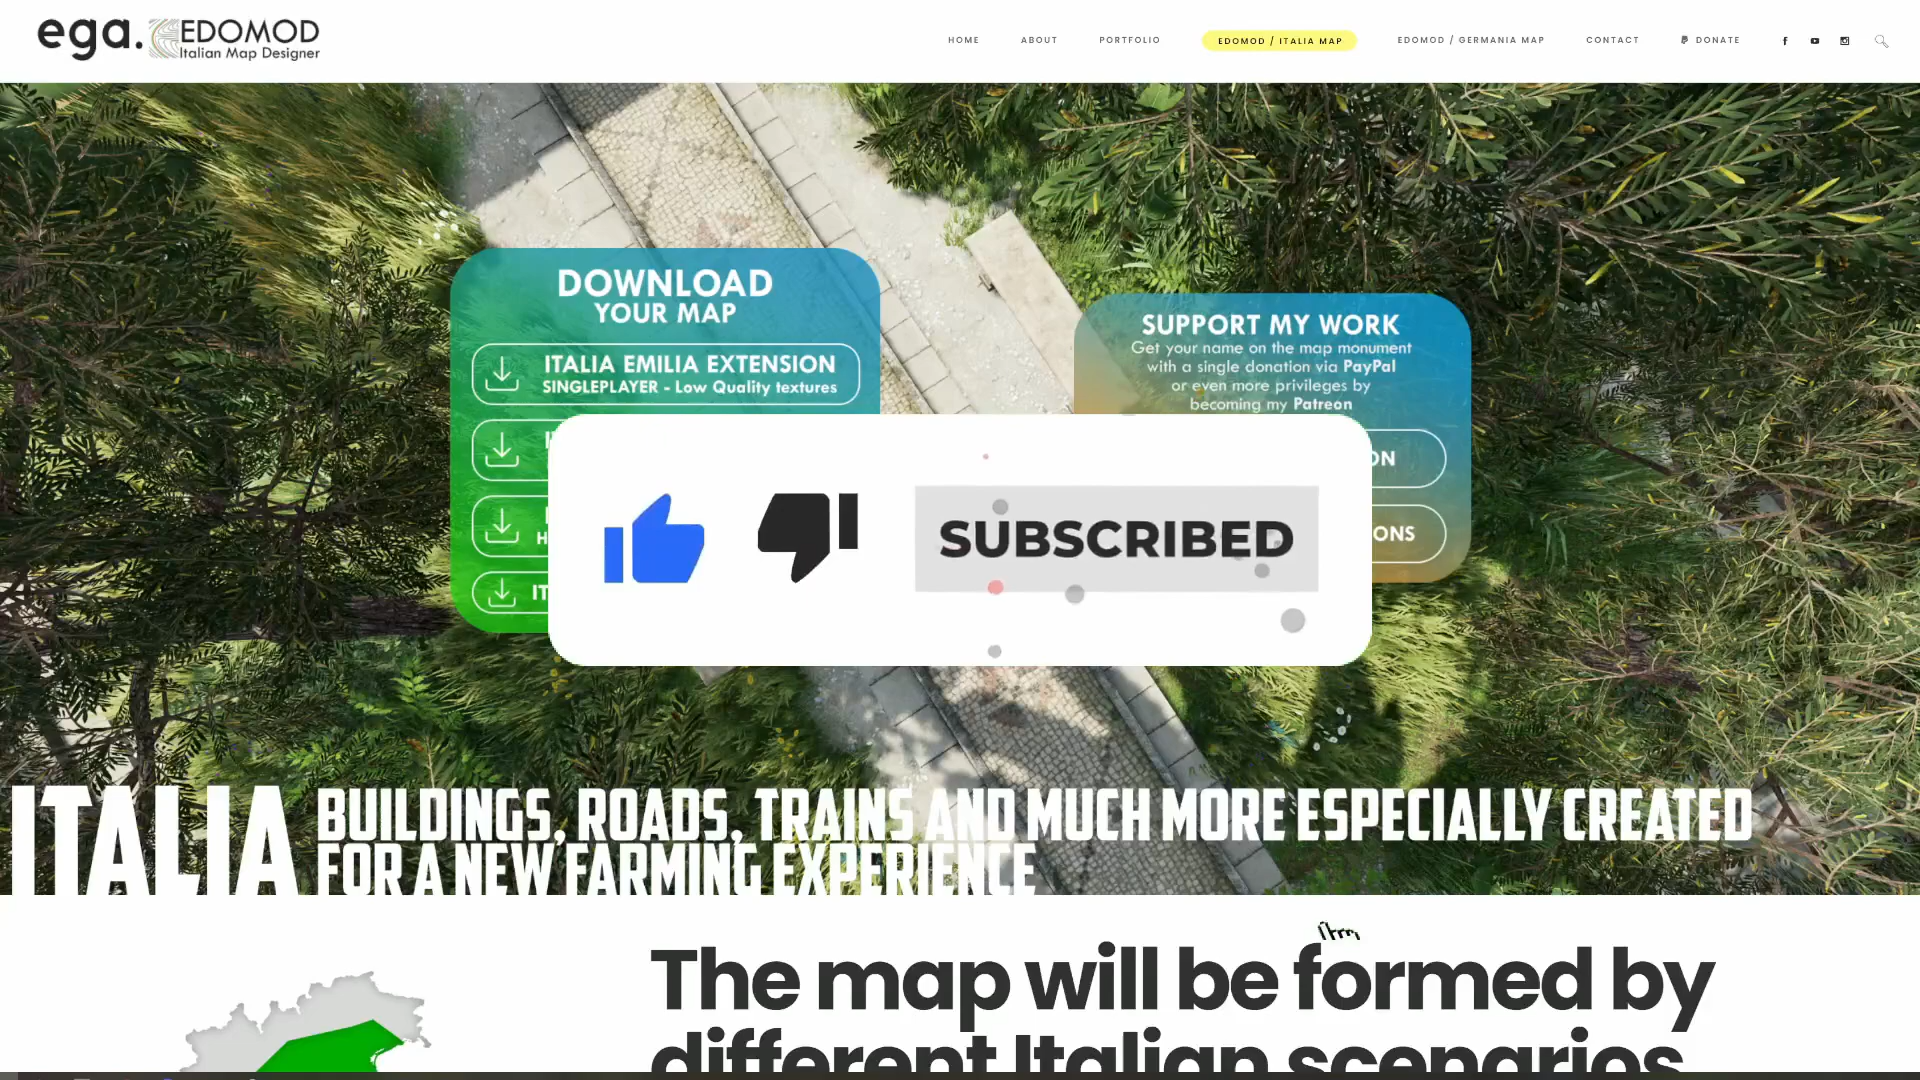 ega.
EDOMOD
Italian Map Designer
HOME
ABOUT
PORTFOLIO
EDOMOD / ITALIA MAP
EDOMOD / GERMANIA MAP
CONTACT
DONATE
DOWNLOAD
YOUR MAP
ITALIA EMILIA EXTENSION
SINGLEPLAYER - Low Quality textures
IT
SUPPORT MY WORK
Get your name on the map monument
with a single donation via PayPal
or even more privileges by
becoming my Patreon
ON
ONS
SUBSCRIBED
ITALIA
BUILDINGS, ROADS, TRAINS AND MUCH MORE ESPECIALLY CREATED
FOR A NEW FARMING EXPERIENCE
The map will be formed by
different Italian scenarios